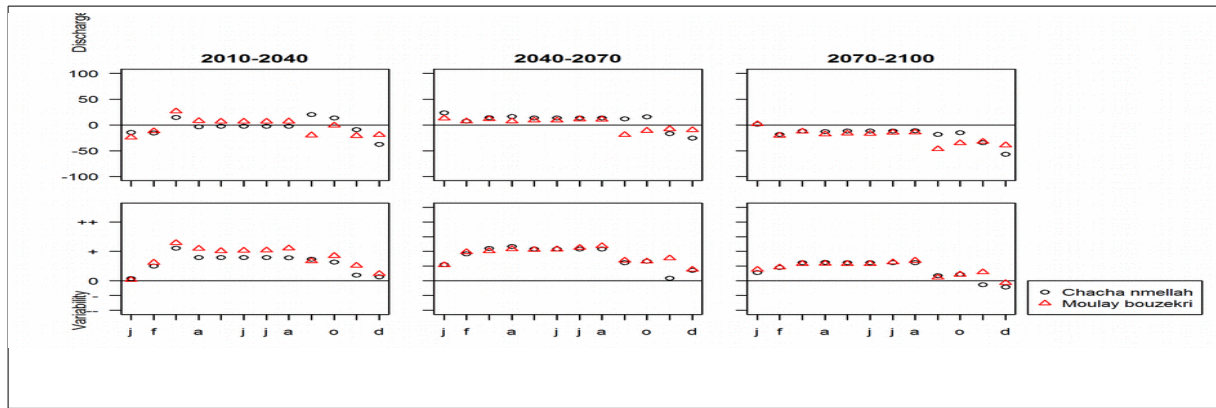 Discharge
2010-2040 2040-2070 2070-2100
100
50
0
-50
-100
Variability
++
+
0
-
--
j f a j j a o d j f a j j a o d j f a j j a o d
Chacha nmellah
Moulay bouzekri